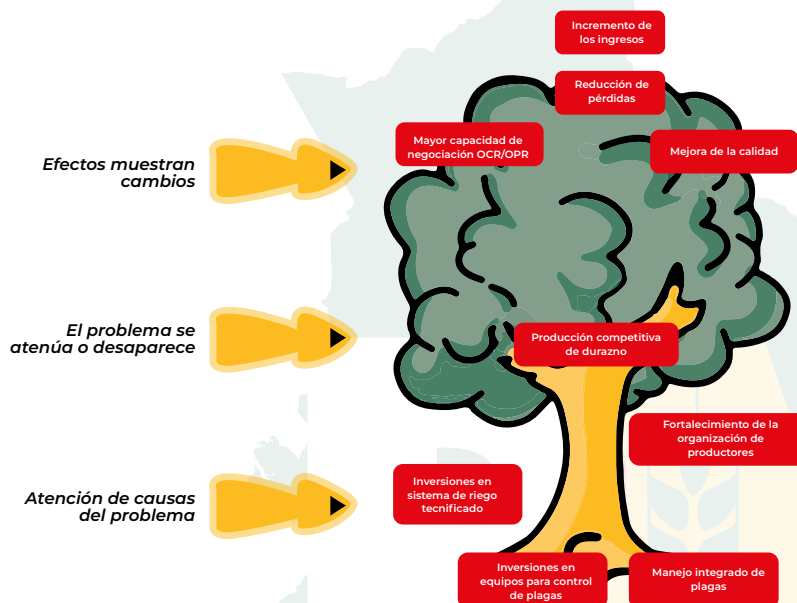 Incremento de
los ingresos
Reducción de
pérdidas
Mayor capacidad de
negociación OCR/OPR
Mejora de la calidad
Efectos muestran
cambios
El problema se
atenúa o desaparece
Producción competitiva
de durazno
Fortalecimiento de la
organización de
productores
Inversiones en
sistema de riego
tecnificado
Atención de causas
del problema
Inversiones en
equipos para control
de plagas
Manejo integrado de
plagas